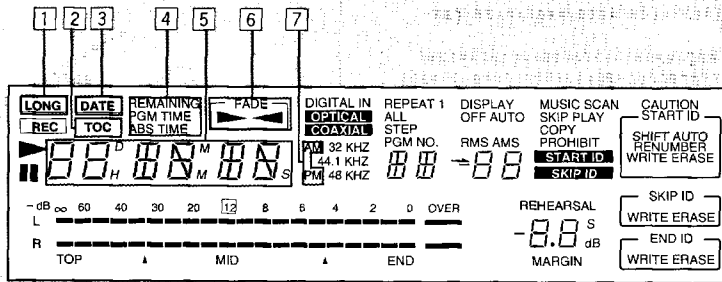 1 2 3 4 5 6 7
LONG DATE REMAINING FADE DIGITAL IN REPEAT 1 DISPLAY MUSIC SCAN CAUTION
REC TOC PGM TIME OPTICAL ALL OFF AUTO SKIP PLAY START ID
ABS TIME COAXIAL STEP COPY
AM 32 KHZ PGM NO. RMS AMS PROHIBIT SHIFT AUTO
D M 44.1 KHZ START ID RENUMBER
H M S PM 48 KHZ SKIP ID WRITE ERASE
-dB ∞ 60 40 30 20 12 8 6 4 2 0 OVER REHEARSAL SKIP ID
L S WRITE ERASE
R -8.8 dB END ID
TOP MID END MARGIN WRITE ERASE